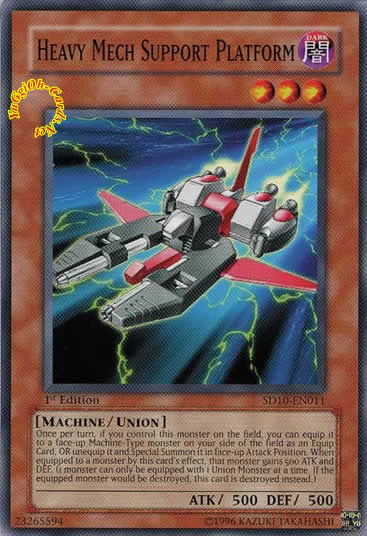 HEAVY MECH SUPPORT PLATFORM
DARK
闇
YuGiOh-Cards.Net
1st Edition
SD10-EN011
[MACHINE / UNION]
Once per turn, if you control this monster on the field, you can equip it
to a face-up Machine-Type monster on your side of the field as an Equip
Card, OR unequip it and Special Summon it in face-up Attack Position. When
equipped to a monster by this card's effect, that monster gains 500 ATK and
DEF. (1 monster can only be equipped with 1 Union Monster at a time. If the
equipped monster would be destroyed, this card is destroyed instead.)
ATK / 500 DEF / 500
23265594
©1996 KAZUKI TAKAHASHI